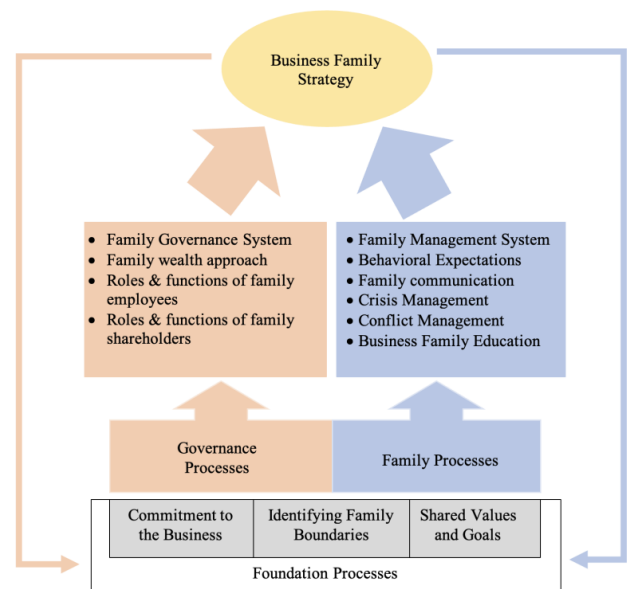 Business Family
Strategy
• Family Governance System
• Family wealth approach
• Roles & functions of family
employees
• Roles & functions of family
shareholders
• Family Management System
• Behavioral Expectations
• Family communication
• Crisis Management
• Conflict Management
• Business Family Education
Governance
Processes
Family Processes
Commitment to
the Business
Identifying Family
Boundaries
Shared Values
and Goals
Foundation Processes